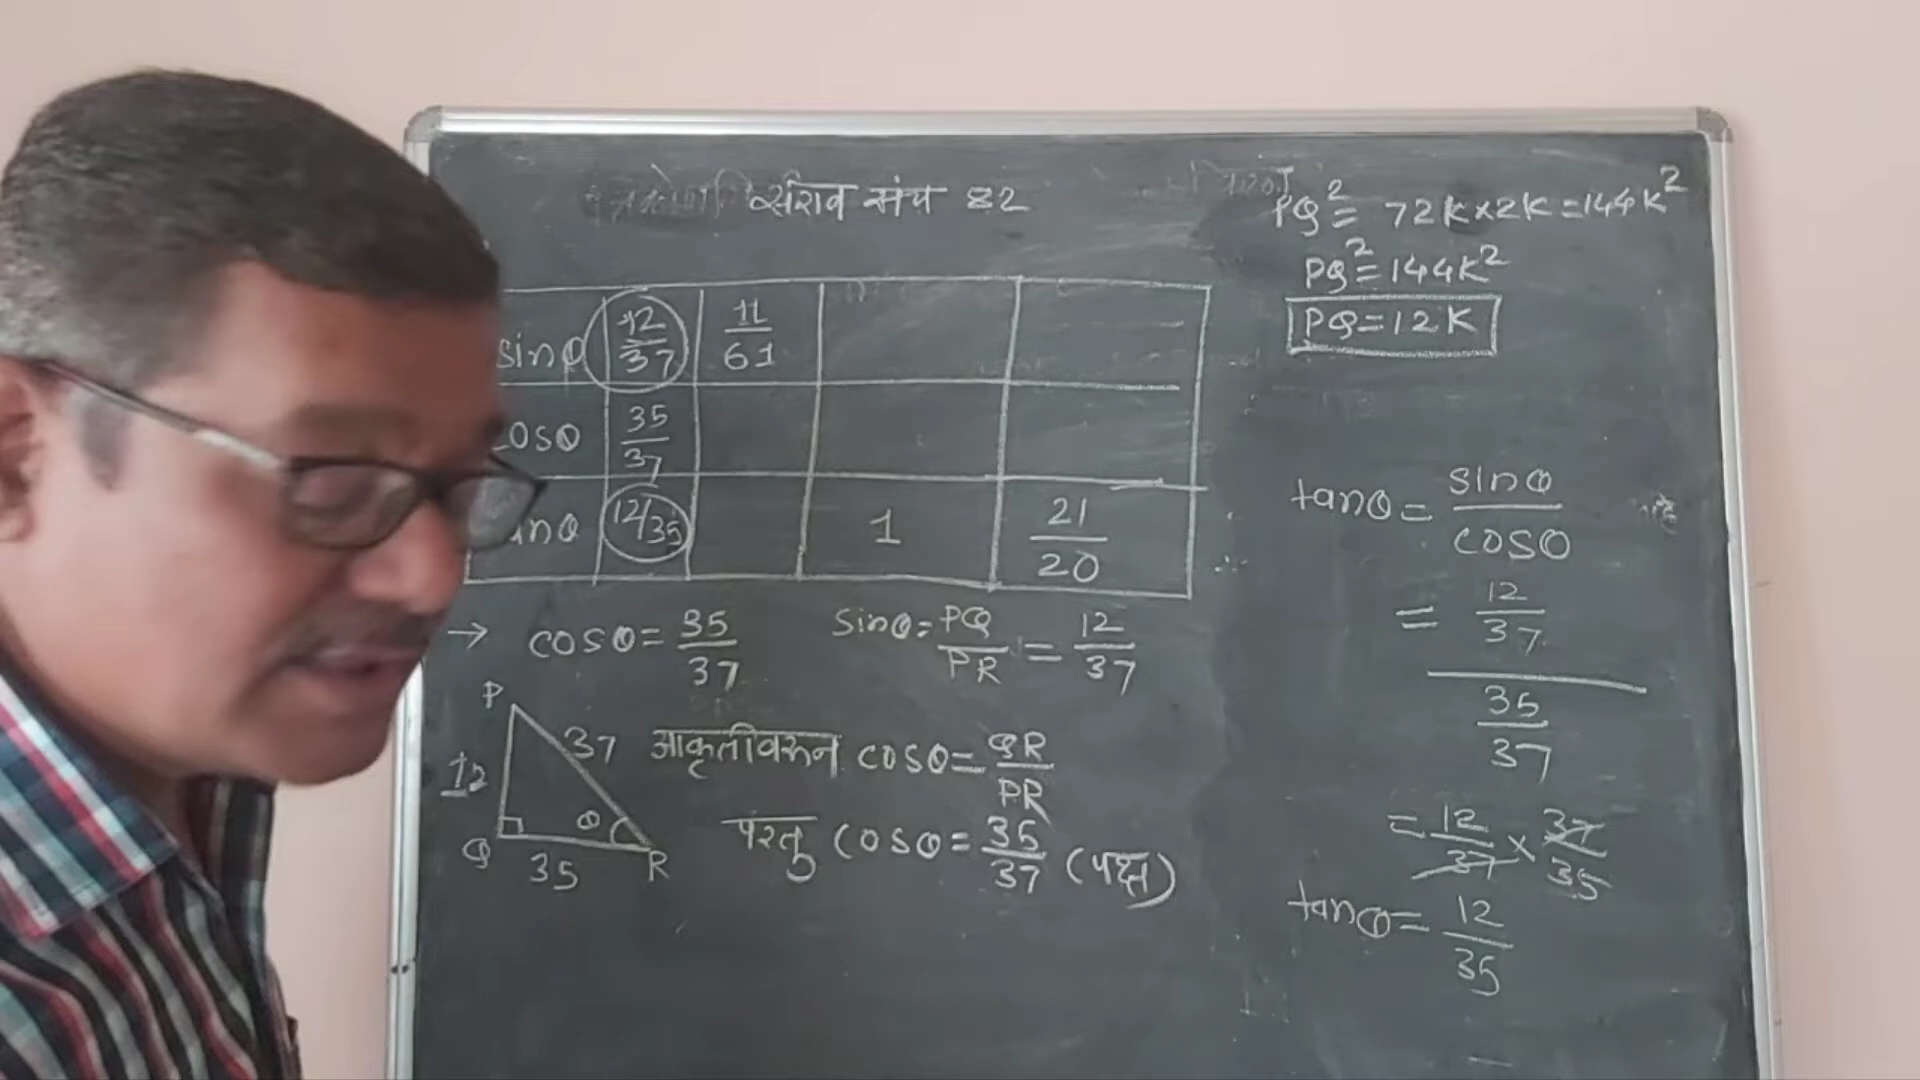 सराव संच 8.2
sinθ 12/37 11/61
cosθ 35/37
tanθ 12/35 1 21/20
→ cosθ = 35/37 sinθ = PQ/PR = 12/37
P
37
12
θ
Q 35 R
आकृतीवरून cosθ = QR/PR
परंतु cosθ = 35/37 (पक्ष)
PQ² = 72K×2K = 144K²
PQ² = 144K²
PQ = 12K
tanθ = sinθ/cosθ
= 12/37
35/37
= 12/37 × 37/35
tanθ = 12/35